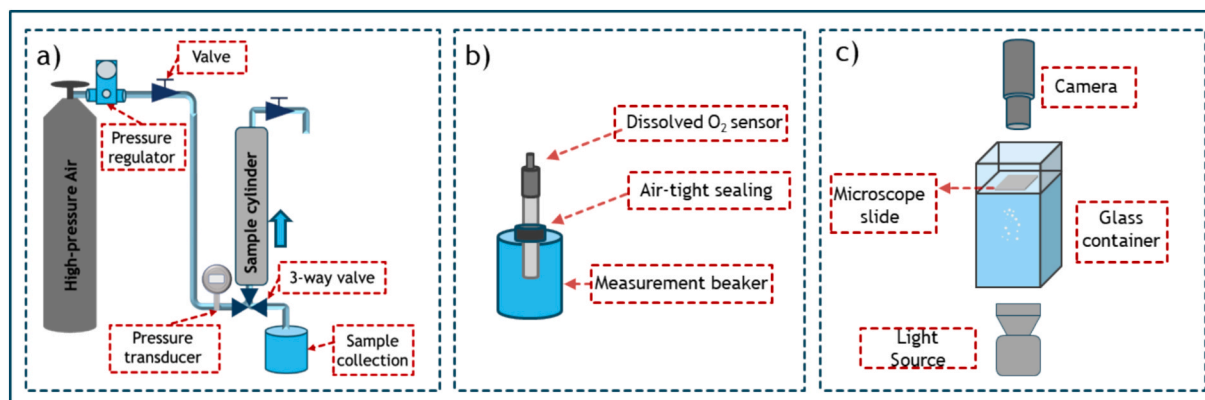 a)
Valve
Pressure
regulator
High-pressure Air
Sample cylinder
3-way valve
Pressure
transducer
Sample
collection
b)
Dissolved O₂ sensor
Air-tight sealing
Measurement beaker
c)
Camera
Microscope
slide
Glass
container
Light
Source